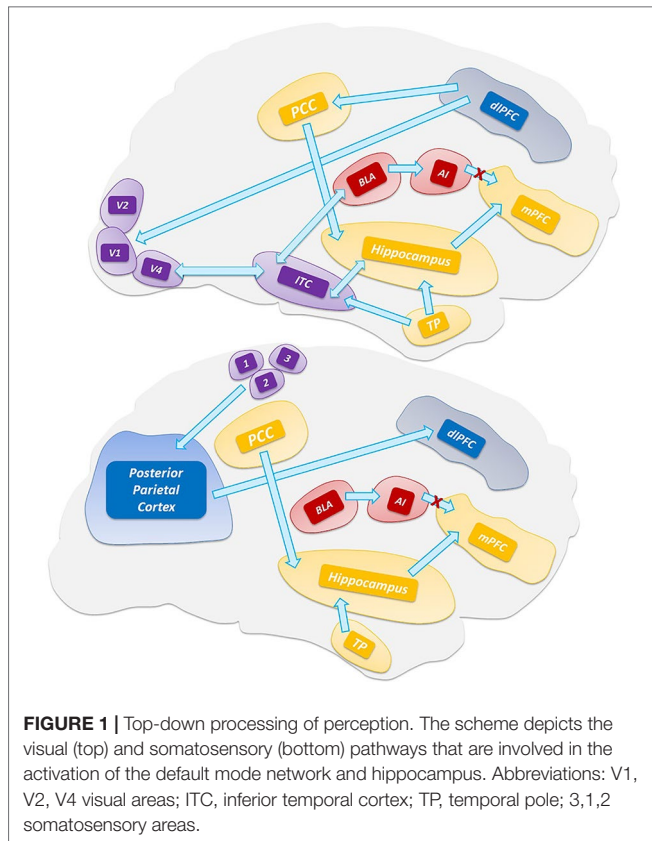 PCC
dlPFC
V2
BLA
AI
V1
mPFC
V4
Hippocampus
ITC
TP
1
3
2
PCC
dlPFC
Posterior
Parietal
Cortex
BLA
AI
mPFC
Hippocampus
TP
FIGURE 1 | Top-down processing of perception. The scheme depicts the
visual (top) and somatosensory (bottom) pathways that are involved in the
activation of the default mode network and hippocampus. Abbreviations: V1,
V2, V4 visual areas; ITC, inferior temporal cortex; TP, temporal pole; 3,1,2
somatosensory areas.